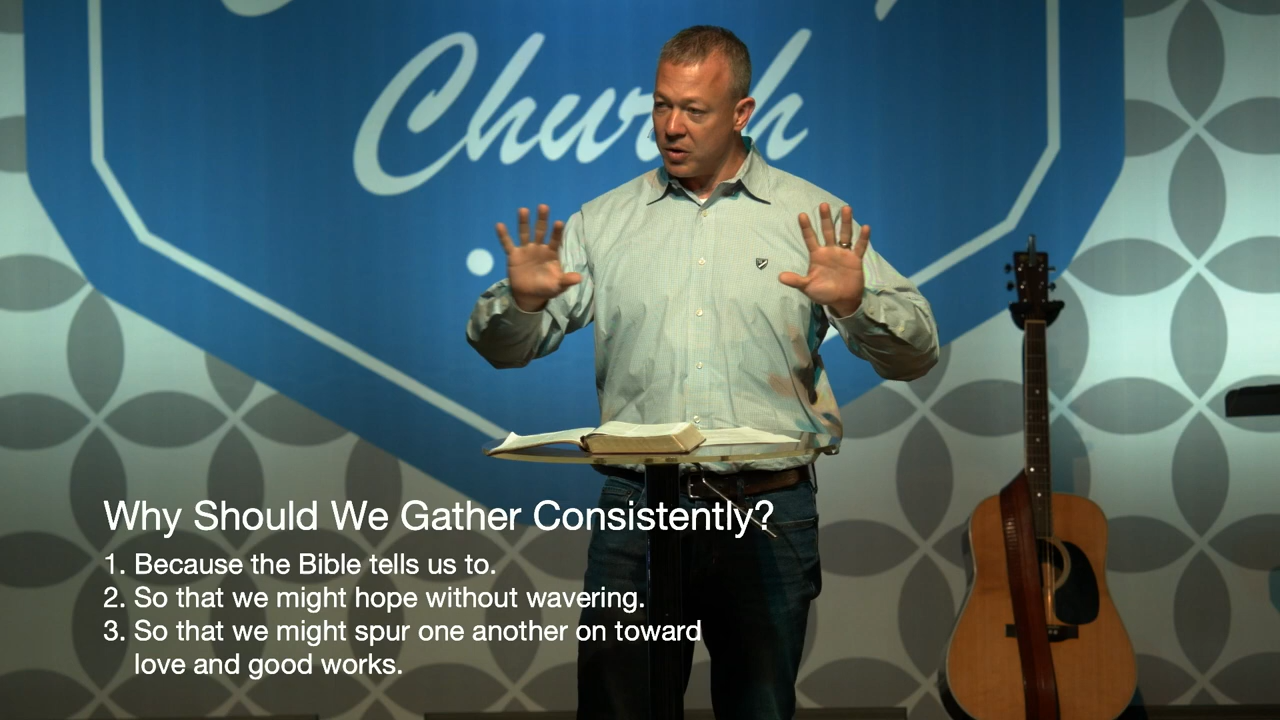 Church
Why Should We Gather Consistently?
1. Because the Bible tells us to.
2. So that we might hope without wavering.
3. So that we might spur one another on toward
love and good works.